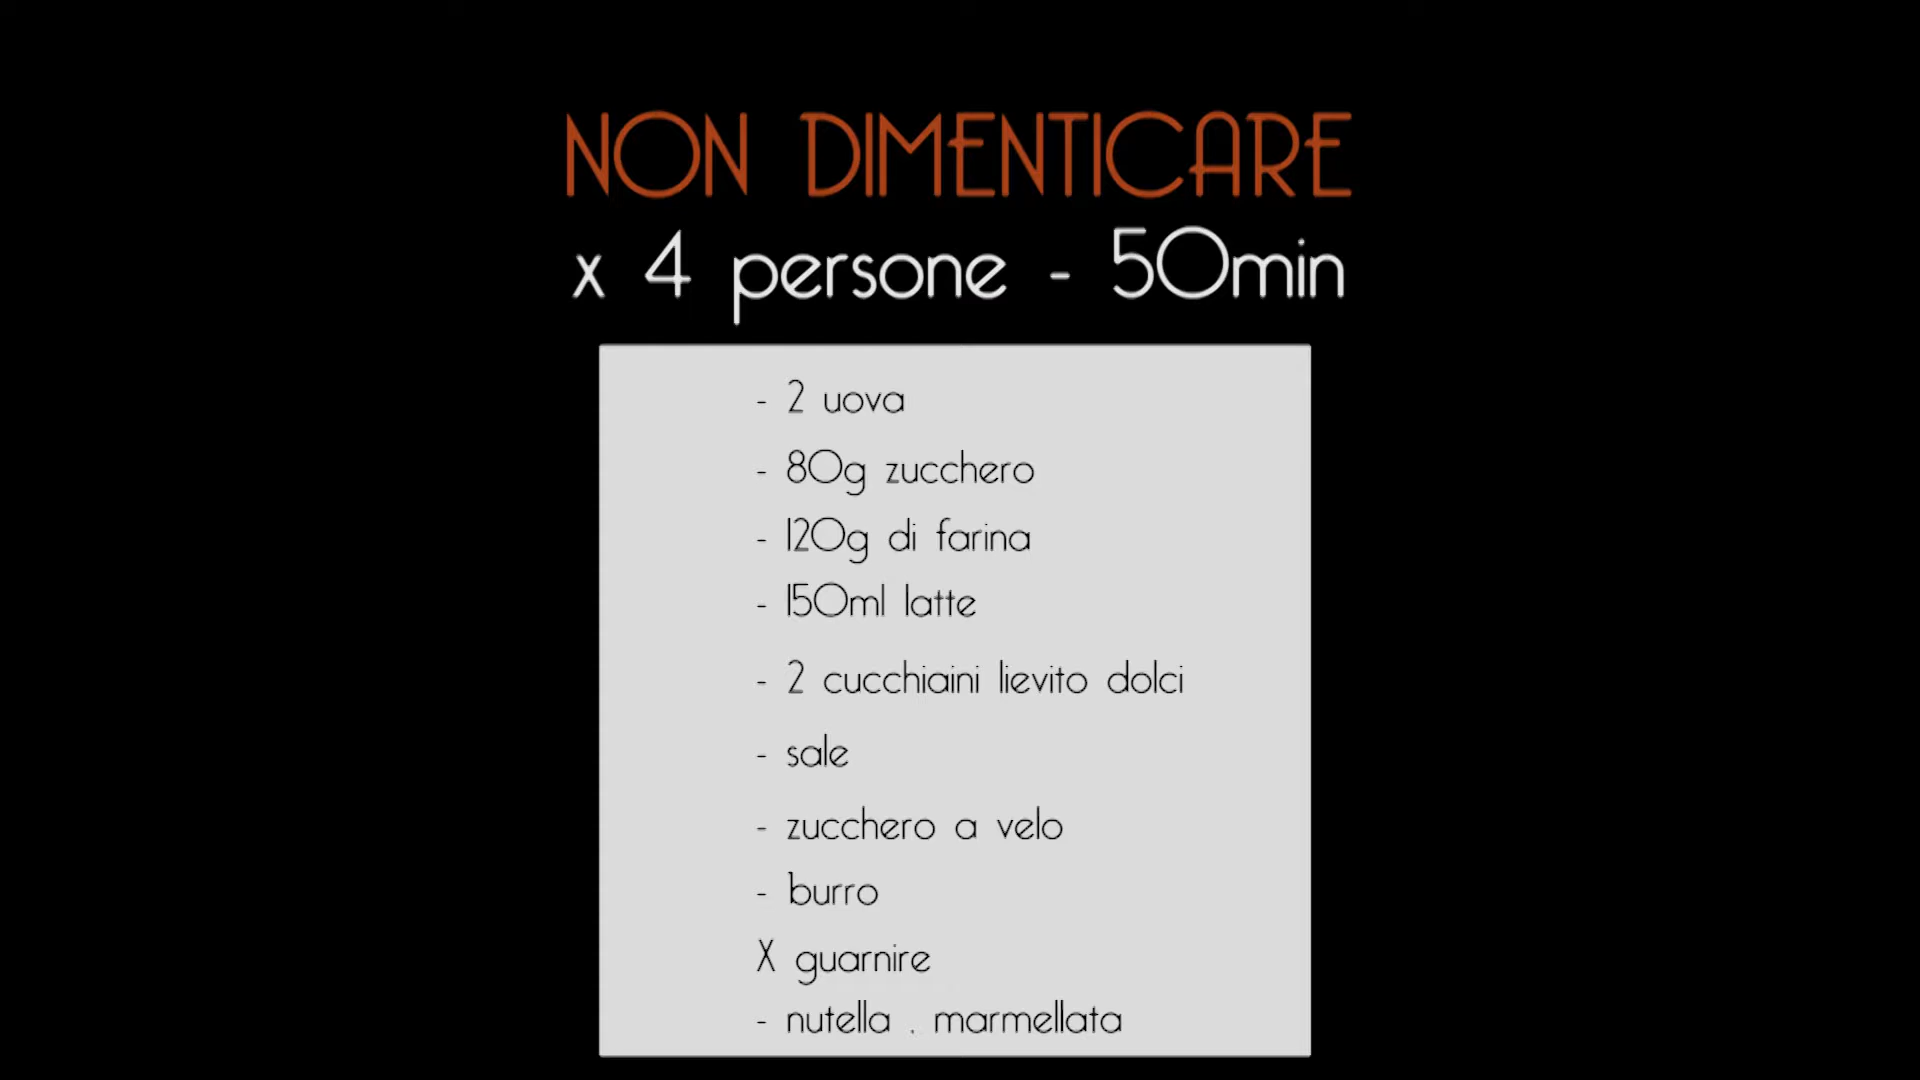 NON DIMENTICARE
x 4 persone - 50min
- 2 uova
- 80g zucchero
- 120g di farina
- 150ml latte
- 2 cucchiaini lievito dolci
- sale
- zucchero a velo
- burro
X guarnire
- nutella , marmellata